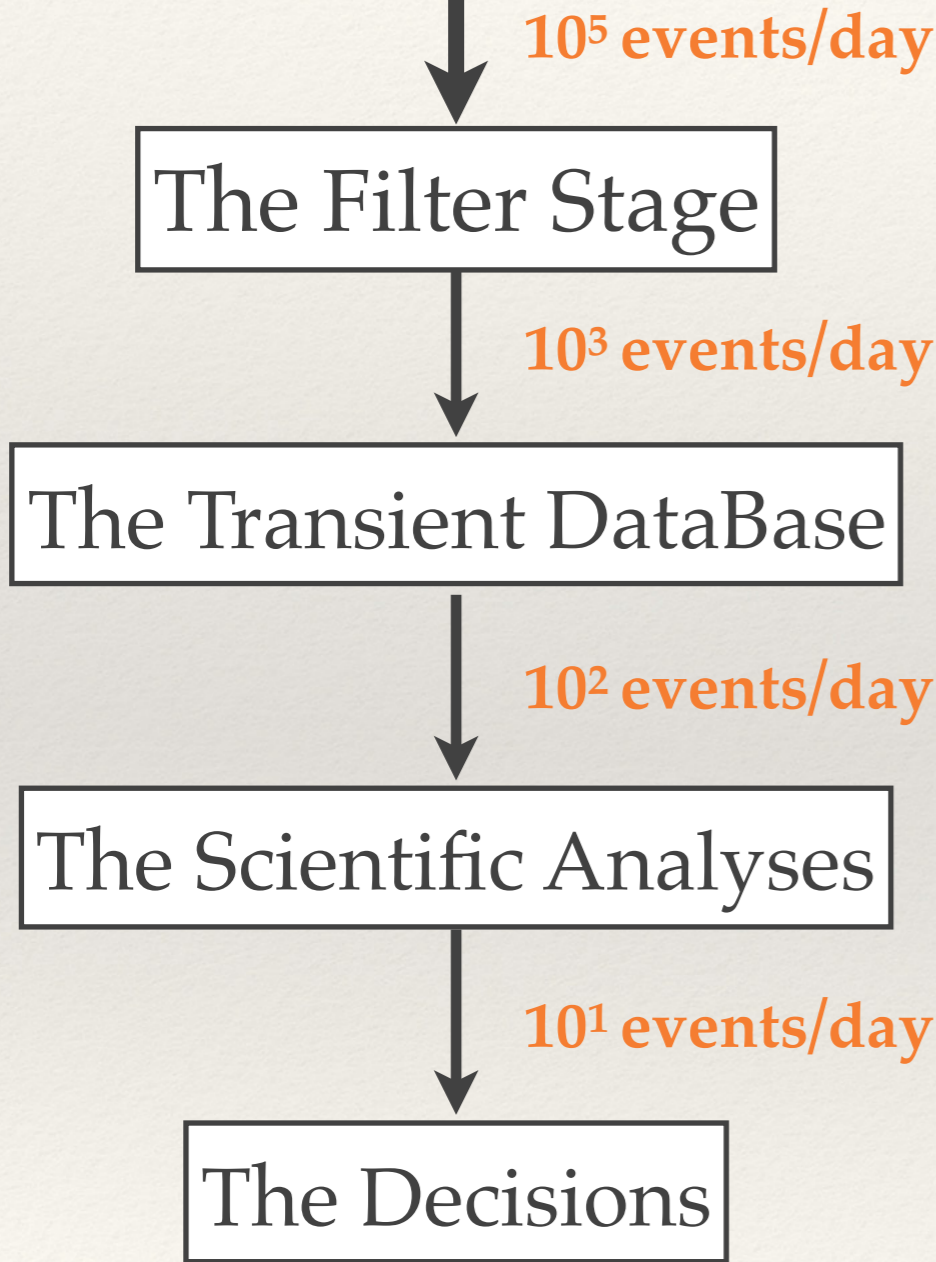 10⁵ events/day
The Filter Stage
10³ events/day
The Transient DataBase
10² events/day
The Scientific Analyses
10¹ events/day
The Decisions